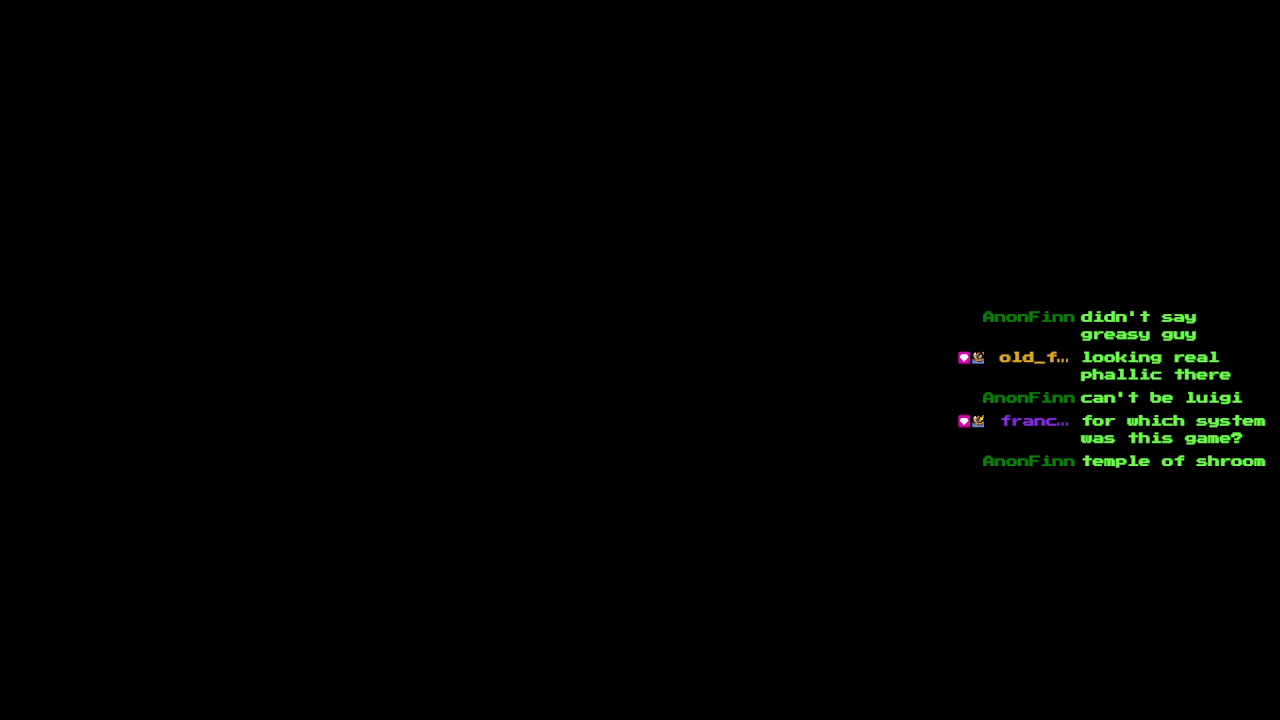 AnonFinn didn't say
greasy guy
old_f… looking real
phallic there
AnonFinn can't be luigi
franc… for which system
was this game?
AnonFinn temple of shroom